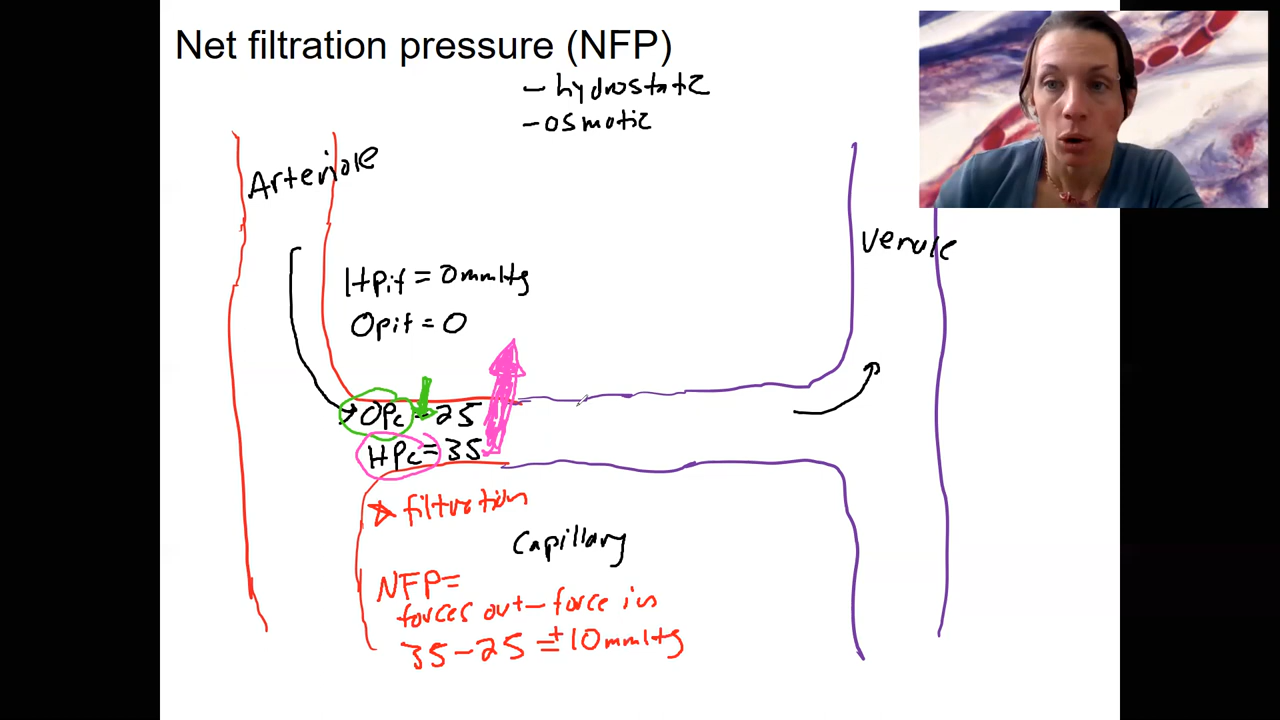 Net filtration pressure (NFP)
- hydrostatic
- osmotic
Arteriole
Venule
HPif = 0mmHg
OPif = 0
OPc = 25
HPc = 35
filtration
Capillary
NFP=
forces out - force in
35 - 25 = +10mmHg